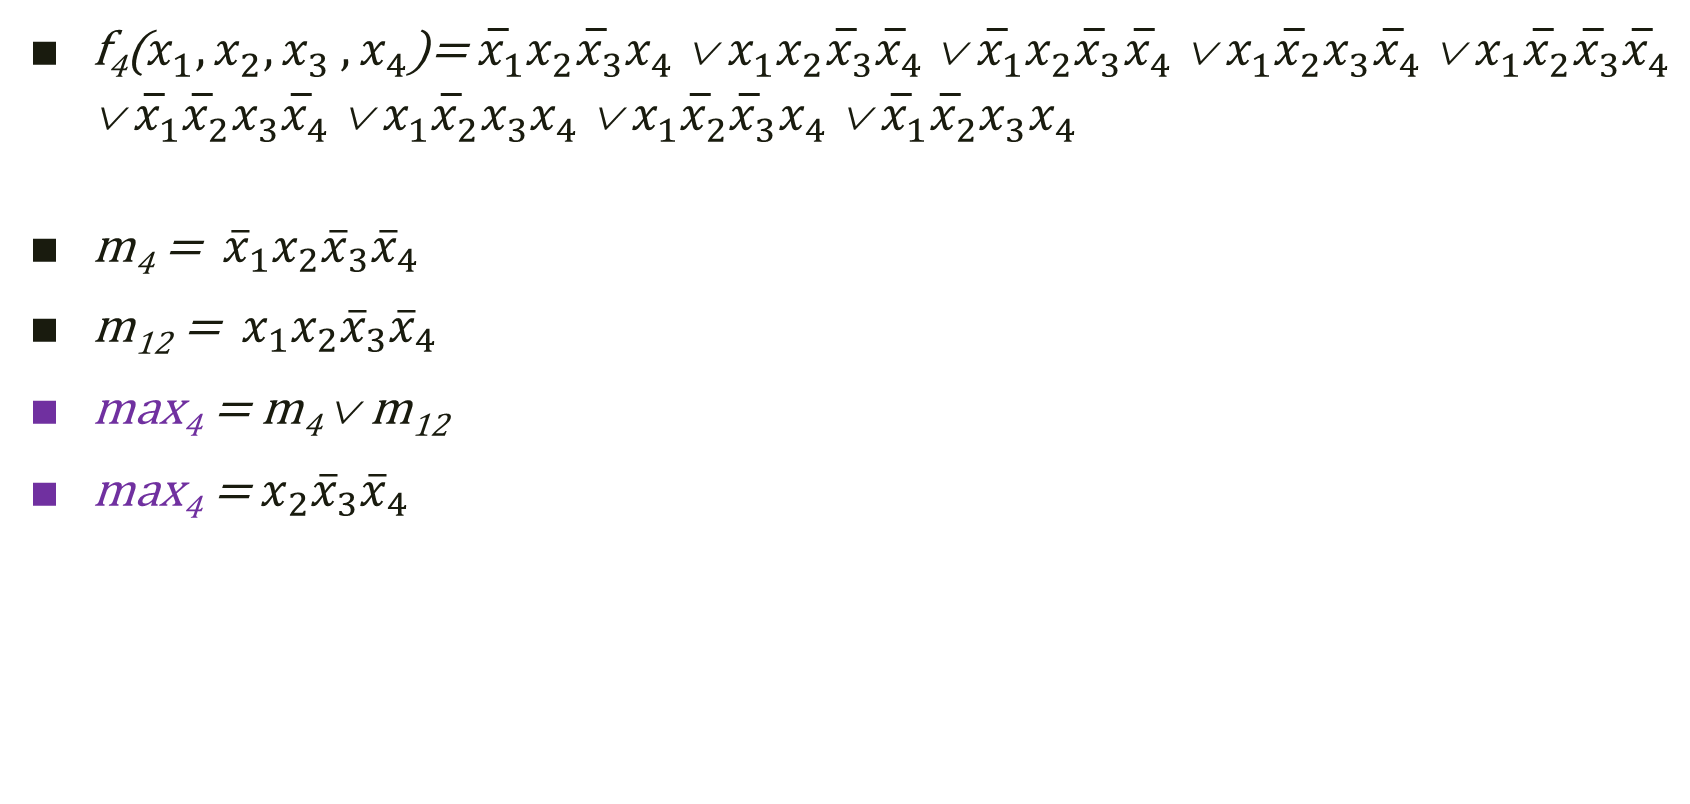 ■ f₄(x₁, x₂, x₃ , x₄)= x̄₁x₂x̄₃x₄ ∨ x₁x₂x̄₃x̄₄ ∨ x̄₁x₂x̄₃x̄₄ ∨ x₁x̄₂x₃x̄₄ ∨ x₁x̄₂x̄₃x̄₄
∨ x̄₁x̄₂x₃x̄₄ ∨ x₁x̄₂x₃x₄ ∨ x₁x̄₂x̄₃x₄ ∨ x̄₁x̄₂x₃x₄
■ m₄ = x̄₁x₂x̄₃x̄₄
■ m₁₂ = x₁x₂x̄₃x̄₄
■ max₄ = m₄ ∨ m₁₂
■ max₄ = x₂x̄₃x̄₄